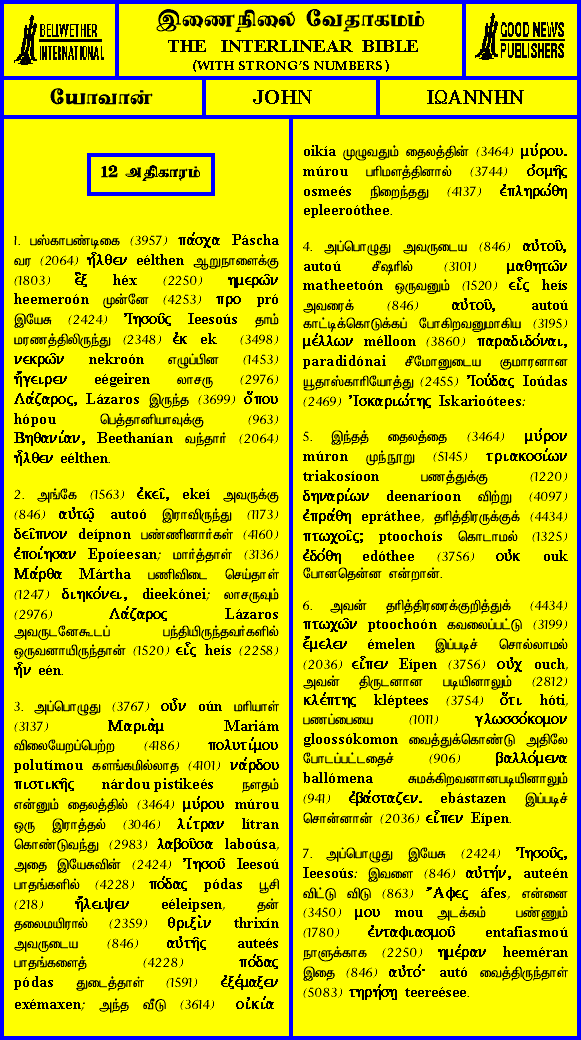 BELLWETHER
INTERNATIONAL
இணைநிலை வேதாகமம்
THE INTERLINEAR BIBLE
(WITH STRONG'S NUMBERS)
GOOD NEWS
PUBLISHERS
யோவான்
JOHN
ΙΩΑΝΝΗΝ
12 அதிகாரம்
1. பஸ்காபண்டிகை (3957) πάσχα Páscha
வர (2064) ἦλθεν eélthen ஆறுநாளைக்கு
(1803) ἓξ héx (2250) ημερῶν
heemeroón முன்னே (4253) προ pró
இயேசு (2424) Ἰησοῦς Ieesoús தாம்
மரணத்திலிருந்து (2348) ἐκ ek (3498)
νεκρῶν nekroón எழுப்பின (1453)
ἤγειρεν eégeiren லாசரு (2976)
Λάζαρος, Lázaros இருந்த (3699) ὅπου
hópou பெத்தானியாவுக்கு (963)
Βηθανίαν, Beethanían வந்தார் (2064)
ἦλθεν eélthen.
2. அங்கே (1563) ἐκεῖ, ekeí அவருக்கு
(846) αὐτῷ autoó இராவிருந்து (1173)
δεῖπνον deípnon பண்ணினார்கள் (4160)
ἐποίησαν Epoíeesan; மார்த்தாள் (3136)
Μάρθα Mártha பணிவிடை செய்தாள்
(1247) διηκόνει, dieekónei; லாசருவும்
(2976) Λάζαρος Lázaros
அவருடனேகூடப் பந்தியிருந்தவர்களில்
ஒருவனாயிருந்தான் (1520) εἷς heís (2258)
ἦν eén.
3. அப்பொழுது (3767) οὖν oún மரியாள்
(3137) Μαριὰμ Mariám
விலையேறப்பெற்ற (4186) πολυτίμου
polutímou களங்கமில்லாத (4101) νάρδου
πιστικῆς nárdou pistikeés நளதம்
என்னும் தைலத்தில் (3464) μύρου múrou
ஒரு இராத்தல் (3046) λίτραν lítran
கொண்டுவந்து (2983) λαβοῦσα laboúsa,
அதை இயேசுவின் (2424) Ἰησοῦ Ieesoú
பாதங்களில் (4228) πόδας pódas பூசி
(218) ἤλειψεν eéleipsen, தன்
தலைமயிரால் (2359) θριξὶν thrixín
அவருடைய (846) αὐτῆς auteés
பாதங்களைத் (4228) πόδας
pódas துடைத்தாள் (1591) ἐξέμαξεν
exémaxen; அந்த வீடு (3614) οἰκία
oikía முழுவதும் தைலத்தின் (3464) μύρου.
múrou பரிமளத்தினால் (3744) ὀσμῆς
osmeés நிறைந்தது (4137) ἐπληρώθη
epleeroóthee.
4. அப்பொழுது அவருடைய (846) αὐτοῦ,
autoú சீஷரில் (3101) μαθητῶν
matheetoón ஒருவனும் (1520) εἷς heís
அவரைக் (846) αὐτοῦ, autoú
காட்டிக்கொடுக்கப் போகிறவனுமாகிய (3195)
μέλλων mélloon (3860) παραδιδόναι,
paradidónai சீமோனுடைய குமாரனான
யூதாஸ்காரியோத்து (2455) Ἰούδας Ioúdas
(2469) Ἰσκαριώτης Iskarioótees:
5. இந்தத் தைலத்தை (3464) μύρον
múron முந்நூறு (5145) τριακοσίων
triakosíoon பணத்துக்கு (1220)
δηναρίων deenaríoon விற்று (4097)
ἐπράθη epráthee, தரித்திரருக்குக் (4434)
πτωχοῖς; ptoochoís கொடாமல் (1325)
ἐδόθη edóthee (3756) οὐκ ouk
போனதென்ன என்றான்.
6. அவன் தரித்திரரைக்குறித்துக் (4434)
πτωχῶν ptoochoón கவலைப்பட்டு (3199)
ἔμελεν émelen இப்படிச் சொல்லாமல்
(2036) εἶπεν Eípen (3756) οὐχ ouch,
அவன் திருடனான படியினாலும் (2812)
κλέπτης kléptees (3754) ὅτι hóti,
பணப்பையை (1011) γλωσσόκομον
gloossókomon வைத்துக்கொண்டு அதிலே
போடப்பட்டதைச் (906) βαλλόμενα
ballómena சுமக்கிறவனானபடியினாலும்
(941) ἐβάσταζεν. ebástazen இப்படிச்
சொன்னான் (2036) εἶπεν Eípen.
7. அப்பொழுது இயேசு (2424) Ἰησοῦς,
Ieesoús: இவளை (846) αὐτήν, auteén
விட்டு விடு (863) Ἄφες áfes, என்னை
(3450) μου mou அடக்கம் பண்ணும்
(1780) ἐνταφιασμοῦ entafiasmoú
நாளுக்காக (2250) ημέραν heeméran
இதை (846) αὐτό· autó வைத்திருந்தாள்
(5083) τηρήσῃ teereésee.